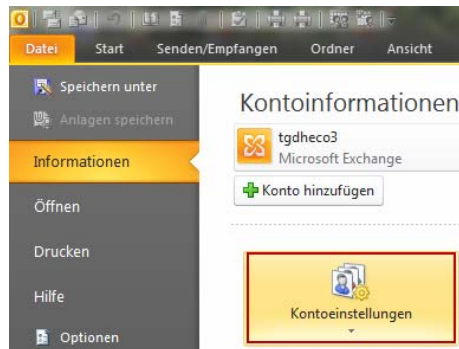 Datei Start Senden/Empfangen Ordner Ansicht
Speichern unter
Anlagen speichern
Informationen
Öffnen
Drucken
Hilfe
Optionen
Kontoinformationen
tgdheco3
Microsoft Exchange
Konto hinzufügen
Kontoeinstellungen